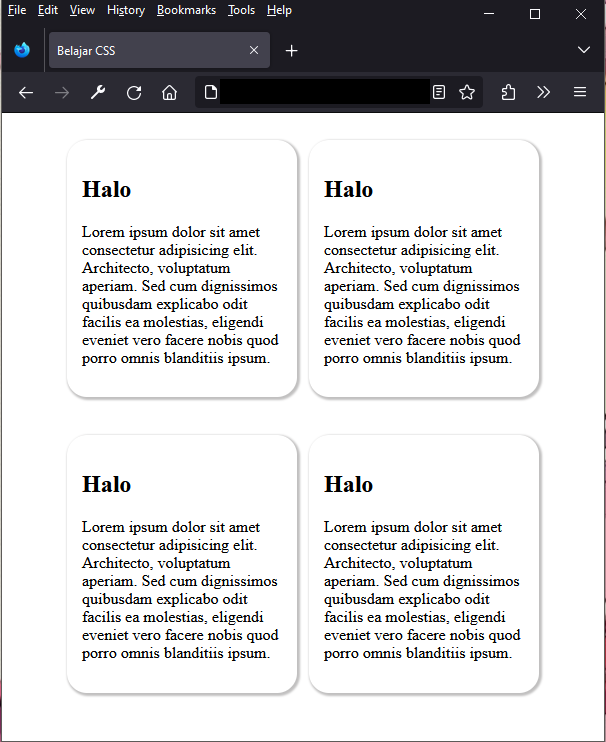 File Edit View History Bookmarks Tools Help
Belajar CSS
Halo
Lorem ipsum dolor sit amet
consectetur adipisicing elit.
Architecto, voluptatum
aperiam. Sed cum dignissimos
quibusdam explicabo odit
facilis ea molestias, eligendi
eveniet vero facere nobis quod
porro omnis blanditiis ipsum.
Halo
Lorem ipsum dolor sit amet
consectetur adipisicing elit.
Architecto, voluptatum
aperiam. Sed cum dignissimos
quibusdam explicabo odit
facilis ea molestias, eligendi
eveniet vero facere nobis quod
porro omnis blanditiis ipsum.
Halo
Lorem ipsum dolor sit amet
consectetur adipisicing elit.
Architecto, voluptatum
aperiam. Sed cum dignissimos
quibusdam explicabo odit
facilis ea molestias, eligendi
eveniet vero facere nobis quod
porro omnis blanditiis ipsum.
Halo
Lorem ipsum dolor sit amet
consectetur adipisicing elit.
Architecto, voluptatum
aperiam. Sed cum dignissimos
quibusdam explicabo odit
facilis ea molestias, eligendi
eveniet vero facere nobis quod
porro omnis blanditiis ipsum.